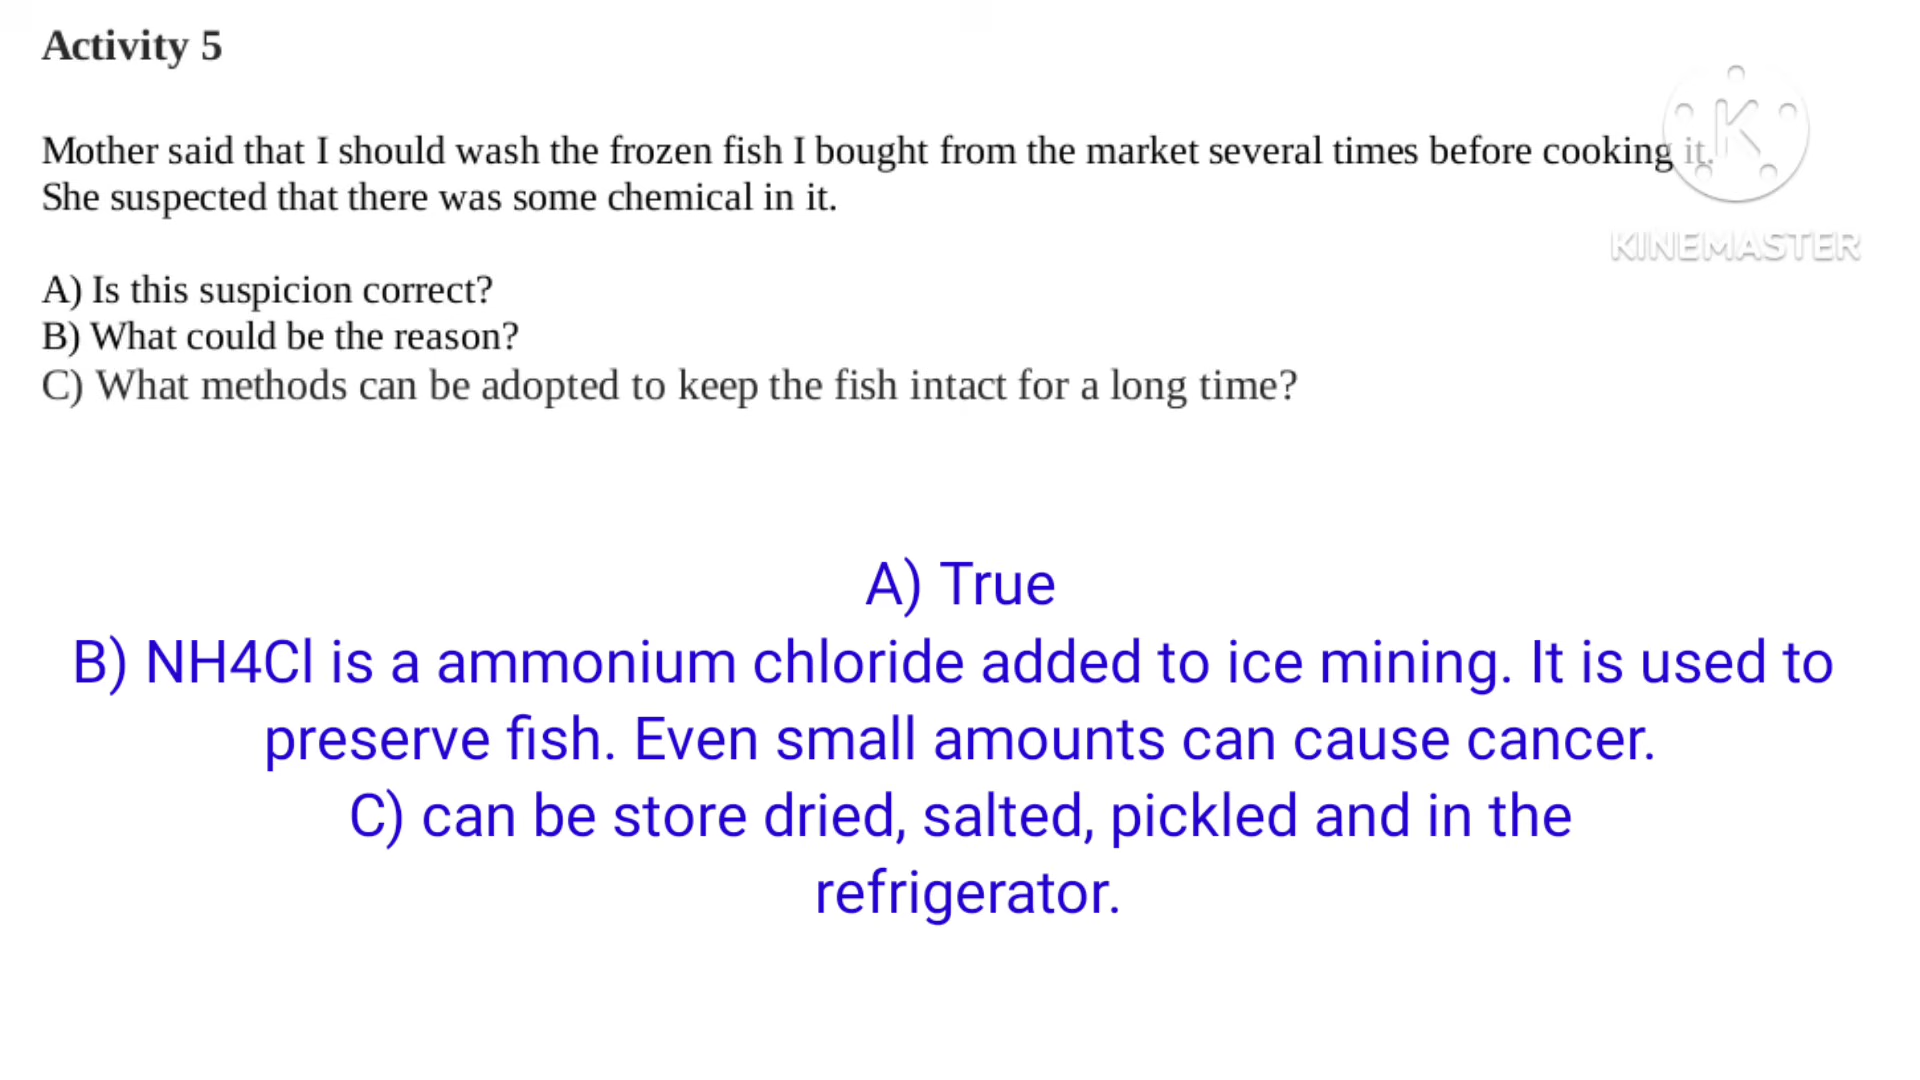 Activity 5
Mother said that I should wash the frozen fish I bought from the market several times before cooking it.
She suspected that there was some chemical in it.
A) Is this suspicion correct?
B) What could be the reason?
C) What methods can be adopted to keep the fish intact for a long time?
KINEMASTER
A) True
B) NH4Cl is a ammonium chloride added to ice mining. It is used to
preserve fish. Even small amounts can cause cancer.
C) can be store dried, salted, pickled and in the
refrigerator.